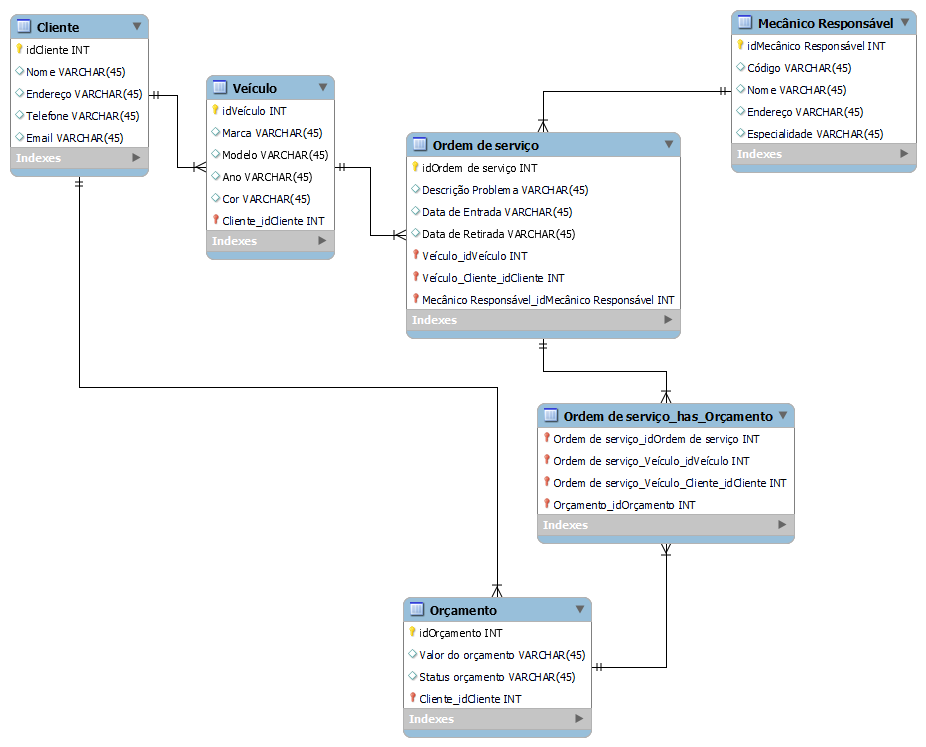 Cliente
idCliente INT
Nome VARCHAR(45)
Endereço VARCHAR(45)
Telefone VARCHAR(45)
Email VARCHAR(45)
Indexes
Veículo
idVeículo INT
Marca VARCHAR(45)
Modelo VARCHAR(45)
Ano VARCHAR(45)
Cor VARCHAR(45)
Cliente_idCliente INT
Indexes
Mecânico Responsável
idMecânico Responsável INT
Código VARCHAR(45)
Nome VARCHAR(45)
Endereço VARCHAR(45)
Especialidade VARCHAR(45)
Indexes
Ordem de serviço
idOrdem de serviço INT
Descrição Problema VARCHAR(45)
Data de Entrada VARCHAR(45)
Data de Retirada VARCHAR(45)
Veículo_idVeículo INT
Veículo_Cliente_idCliente INT
Mecânico Responsável_idMecânico Responsável INT
Indexes
Ordem de serviço_has_Orçamento
Ordem de serviço_idOrdem de serviço INT
Ordem de serviço_Veículo_idVeículo INT
Ordem de serviço_Veículo_Cliente_idCliente INT
Orçamento_idOrçamento INT
Indexes
Orçamento
idOrçamento INT
Valor do orçamento VARCHAR(45)
Status orçamento VARCHAR(45)
Cliente_idCliente INT
Indexes